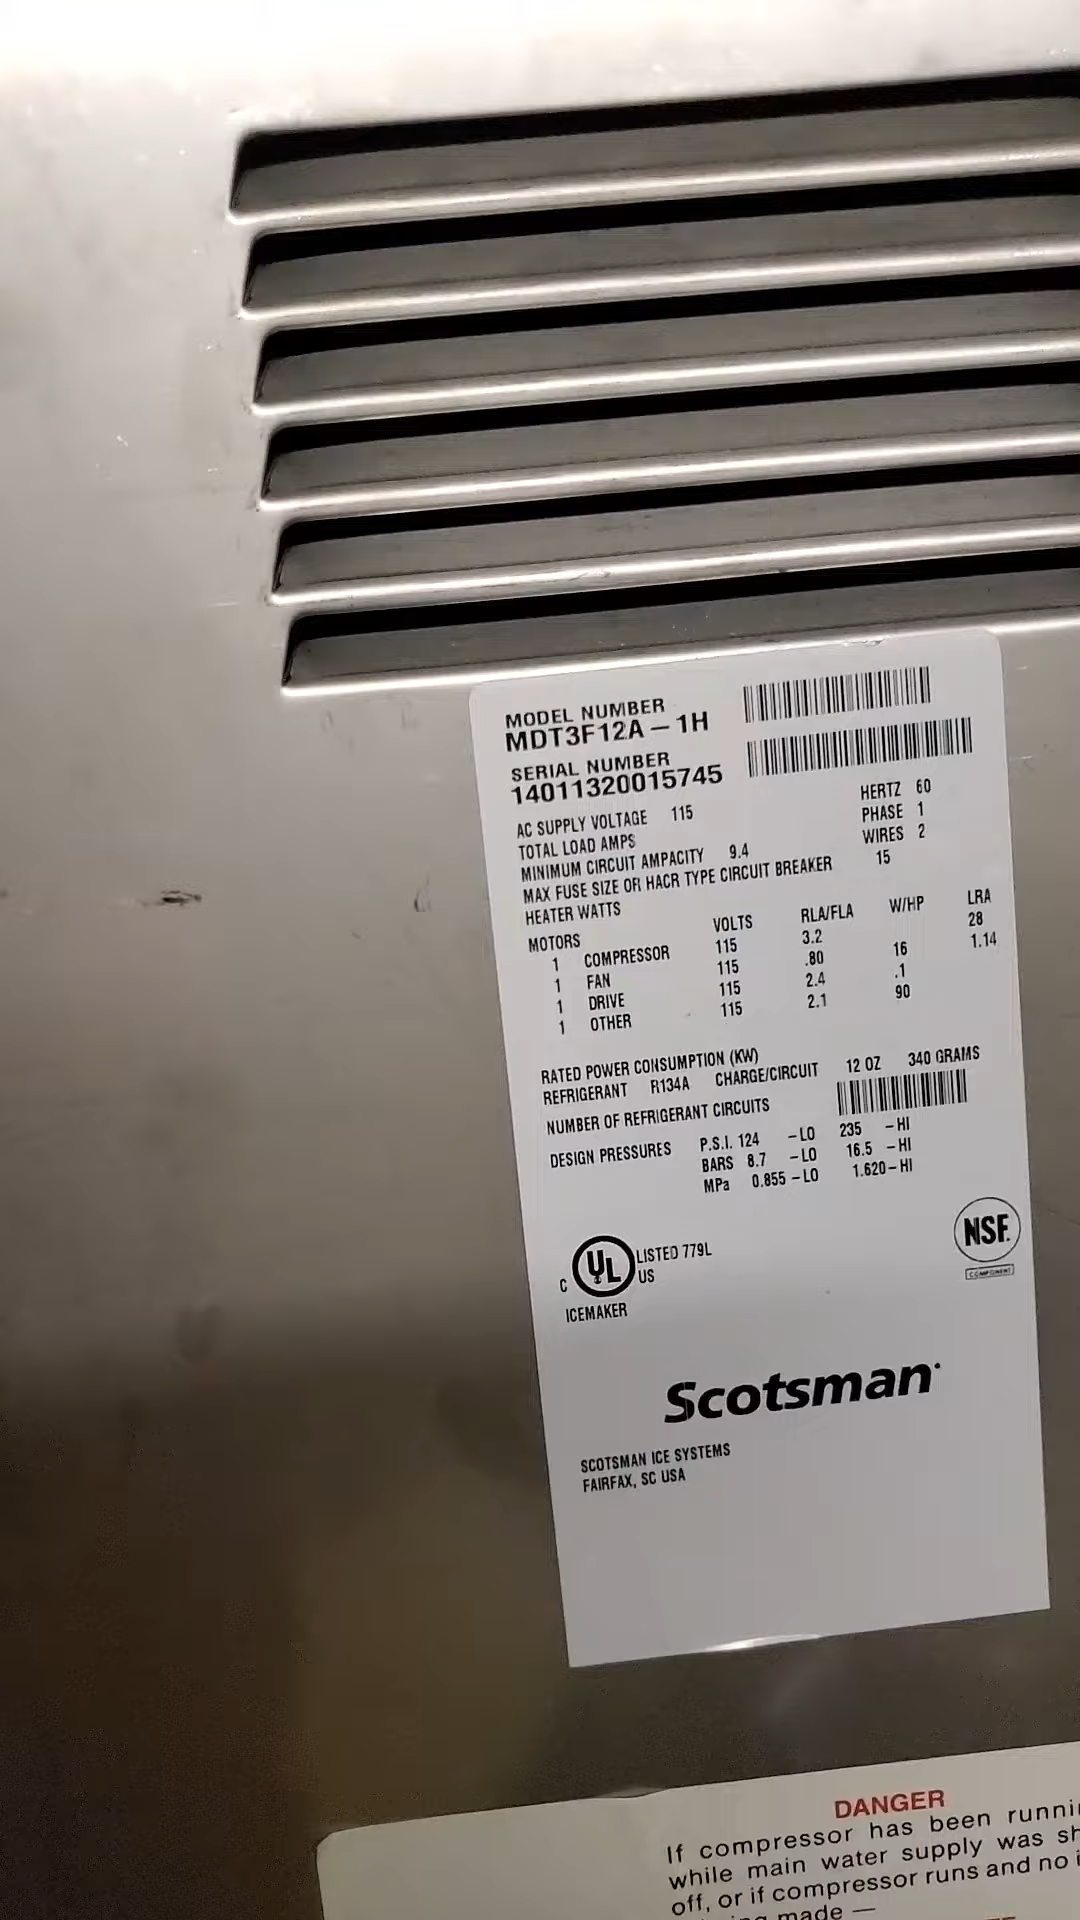 MODEL NUMBER
MDT3F12A – 1H
SERIAL NUMBER
14011320015745
AC SUPPLY VOLTAGE 115 HERTZ 60
TOTAL LOAD AMPS PHASE 1
MINIMUM CIRCUIT AMPACITY 9.4 WIRES 2
MAX FUSE SIZE OR HACR TYPE CIRCUIT BREAKER 15
HEATER WATTS
MOTORS VOLTS RLA/FLA W/HP LRA
1 COMPRESSOR 115 3.2 28
1 FAN 115 .80 16 1.14
1 DRIVE 115 2.4 .1
1 OTHER 115 2.1 90
RATED POWER CONSUMPTION (KW)
REFRIGERANT R134A CHARGE/CIRCUIT 12 OZ 340 GRAMS
NUMBER OF REFRIGERANT CIRCUITS
DESIGN PRESSURES P.S.I. 124 – LO 235 – HI
BARS 8.7 – LO 16.5 – HI
MPa 0.855 – LO 1.620 – HI
C UL LISTED 779L
US
ICEMAKER
NSF.
COMPONENT
Scotsman
SCOTSMAN ICE SYSTEMS
FAIRFAX, SC USA
DANGER
If compressor has been
while main water supply was
off, or if compressor runs and no
made —